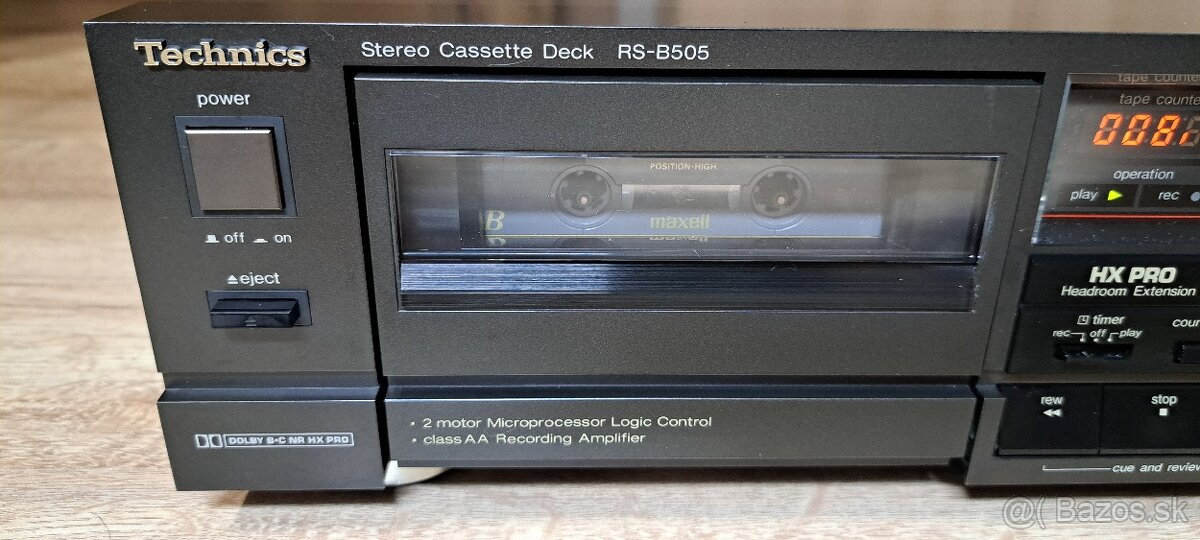 Technics
Stereo Cassette Deck RS-B505
power
off on
eject
POSITION·HIGH
B
maxell
tape counter
operation
play rec
HX PRO
Headroom Extension
timer
rec off play
rew
stop
cue and review
DOLBY B·C NR HX PRO
· 2 motor Microprocessor Logic Control
· class AA Recording Amplifier
@( Bazos.sk